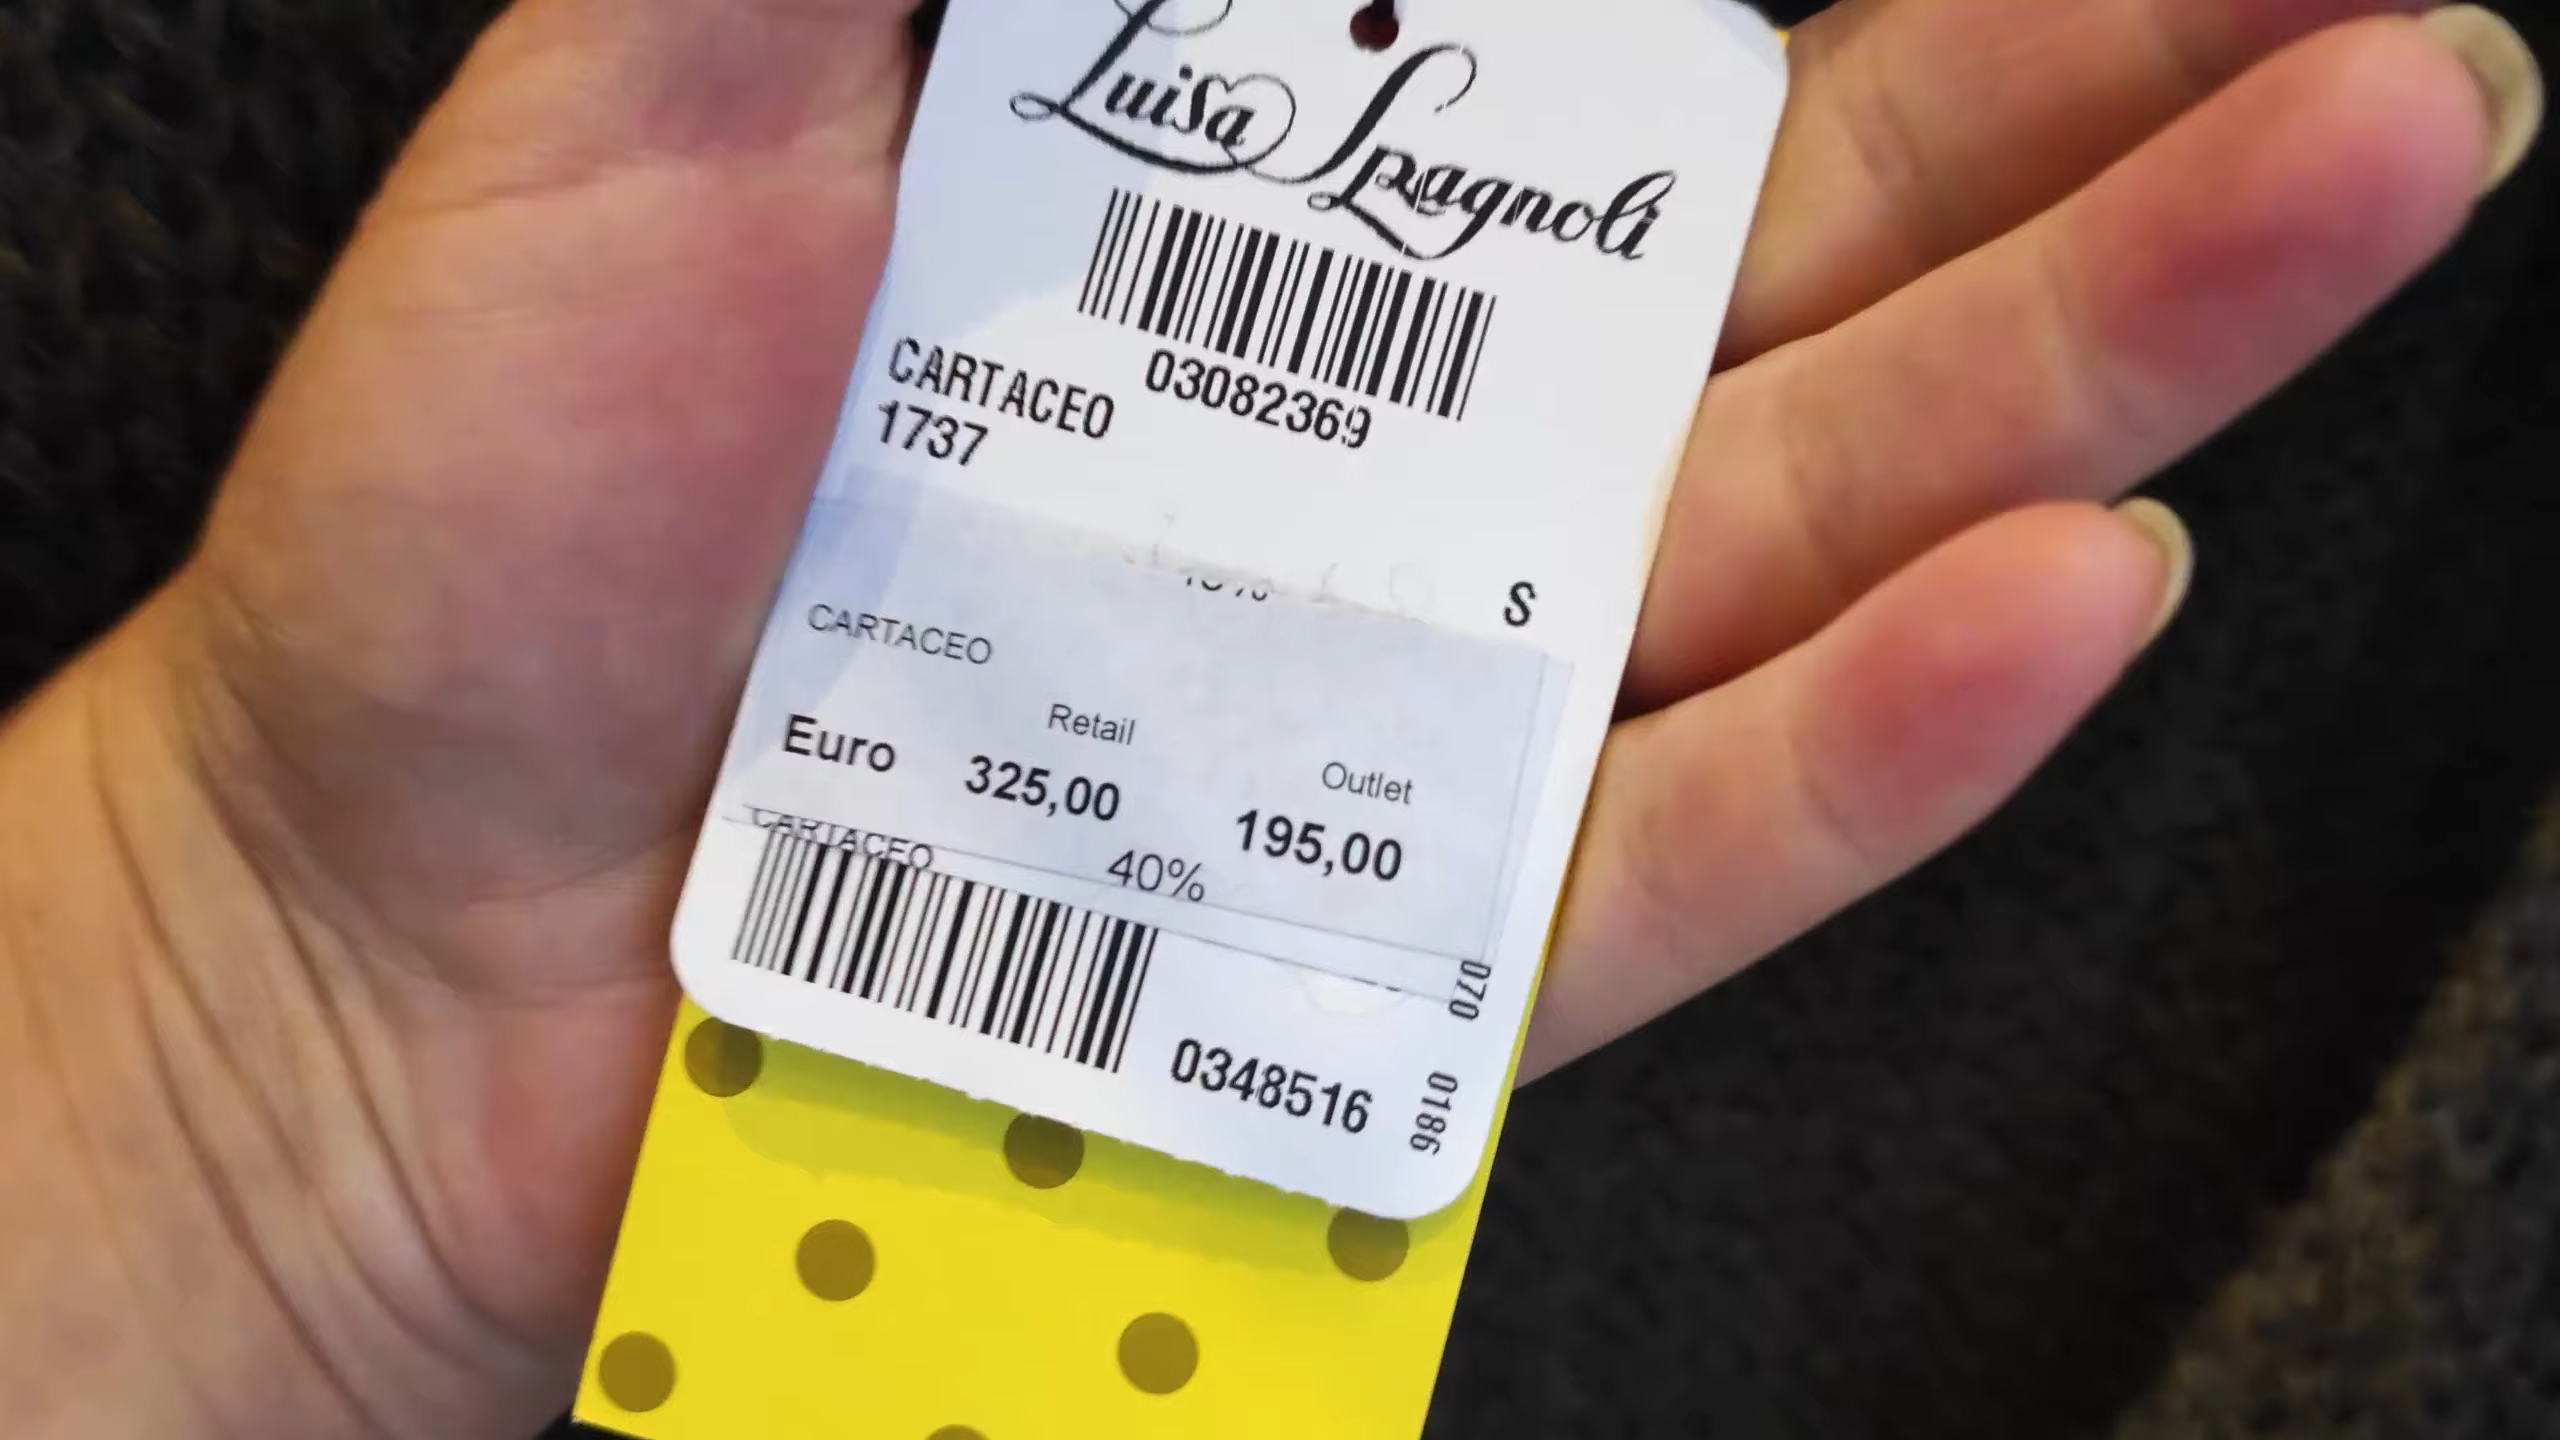 Luisa Spagnoli
03082369
CARTACEO
1737
S
CARTACEO
Retail
Outlet
Euro 325,00 195,00
40%
CARTACEO
070
0348516
0186